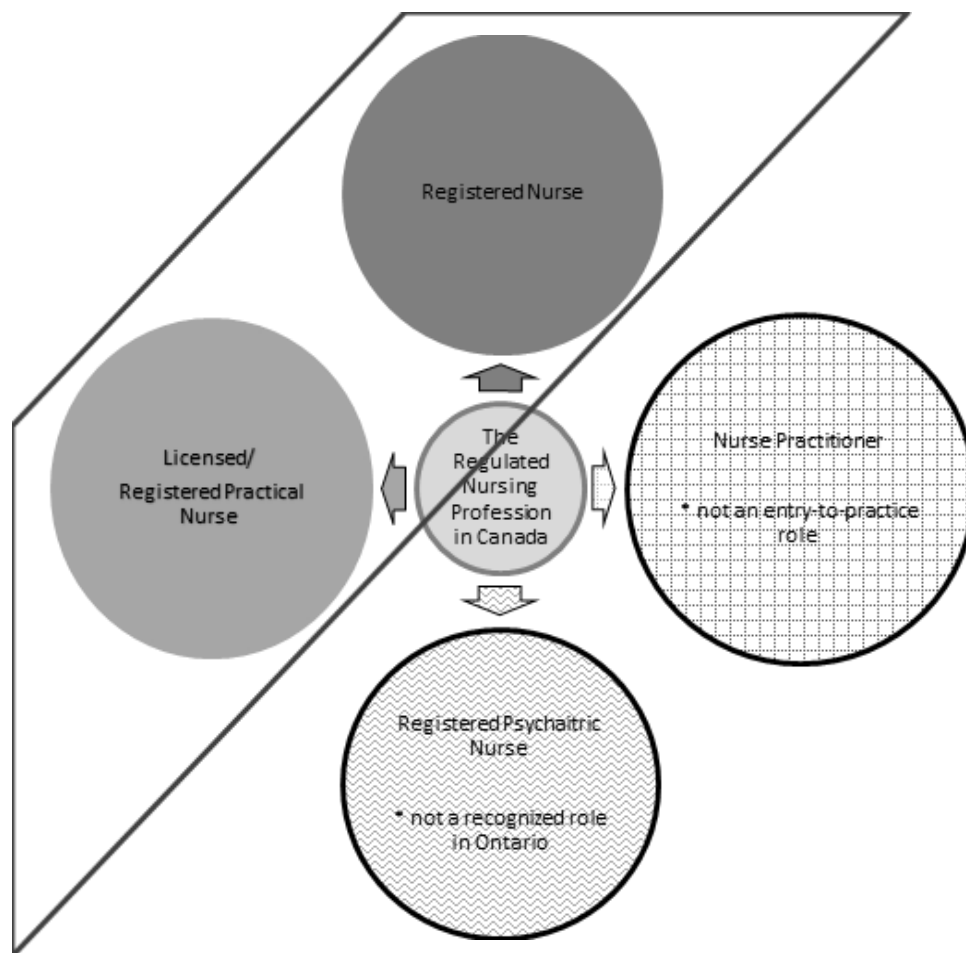 Registered Nurse
Licensed/
Registered Practical
Nurse
The
Regulated
Nursing
Profession
in Canada
Nurse Practitioner
* not an entry-to-practice
role
Registered Psychaitric
Nurse
* not a recognized role
in Ontario